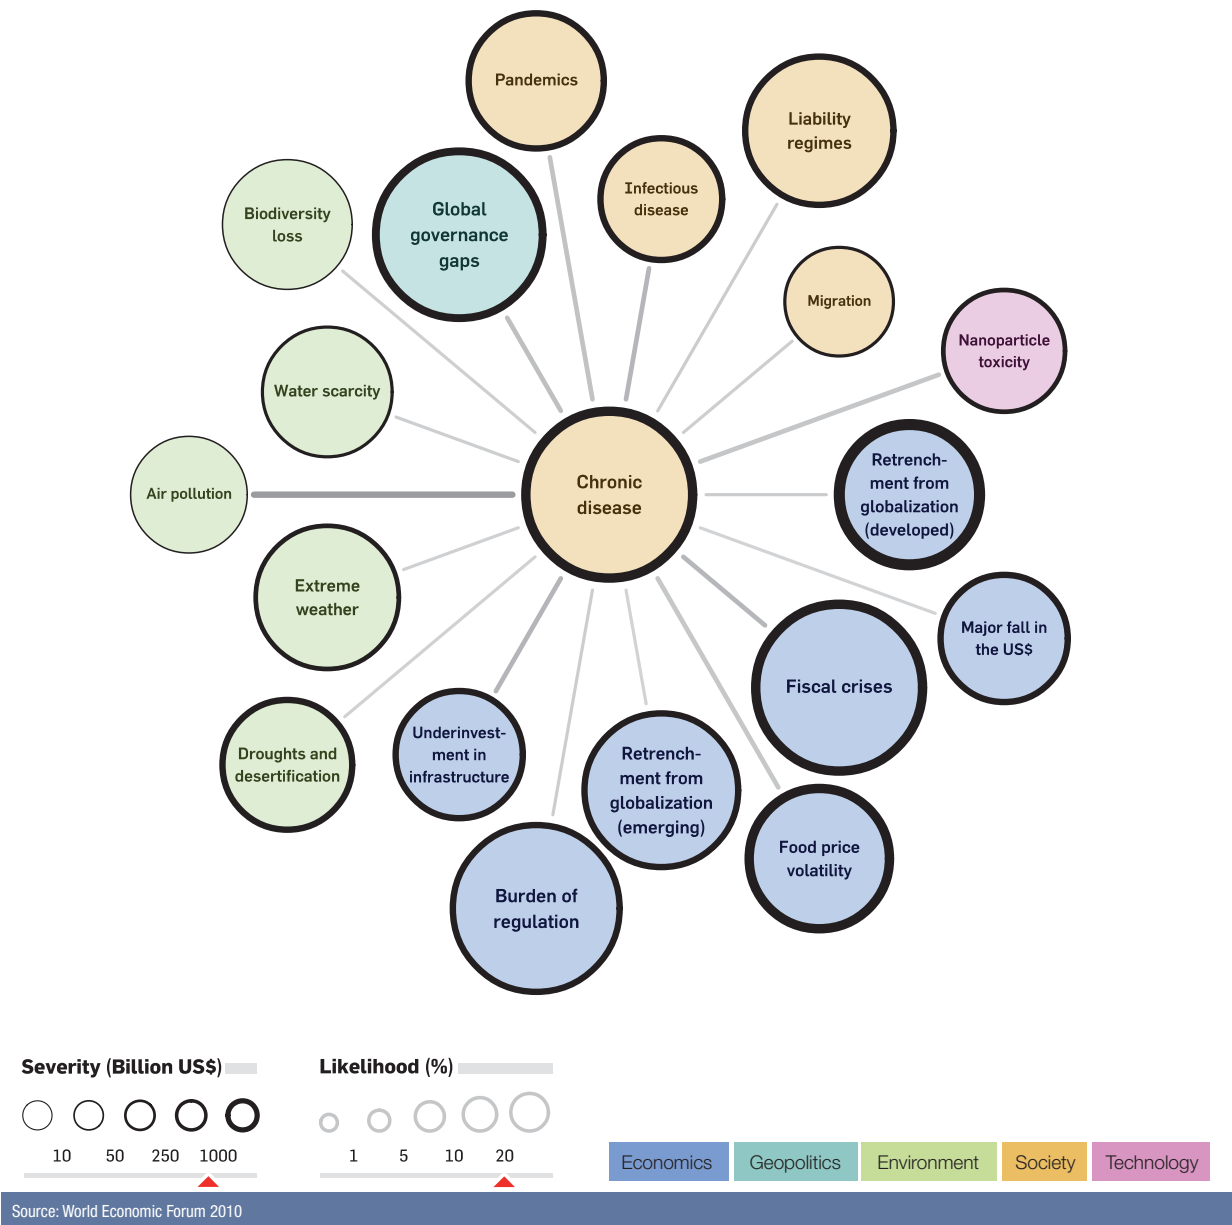 Pandemics
Liability
regimes
Infectious
disease
Global
governance
gaps
Biodiversity
loss
Migration
Nanoparticle
toxicity
Water scarcity
Retrench-
ment from
globalization
(developed)
Chronic
disease
Air pollution
Extreme
weather
Major fall in
the US$
Fiscal crises
Droughts and
desertification
Underinvest-
ment in
infrastructure
Retrench-
ment from
globalization
(emerging)
Food price
volatility
Burden of
regulation
Severity (Billion US$)
10 50 250 1000
Likelihood (%)
1 5 10 20
Economics Geopolitics Environment Society Technology
Source: World Economic Forum 2010